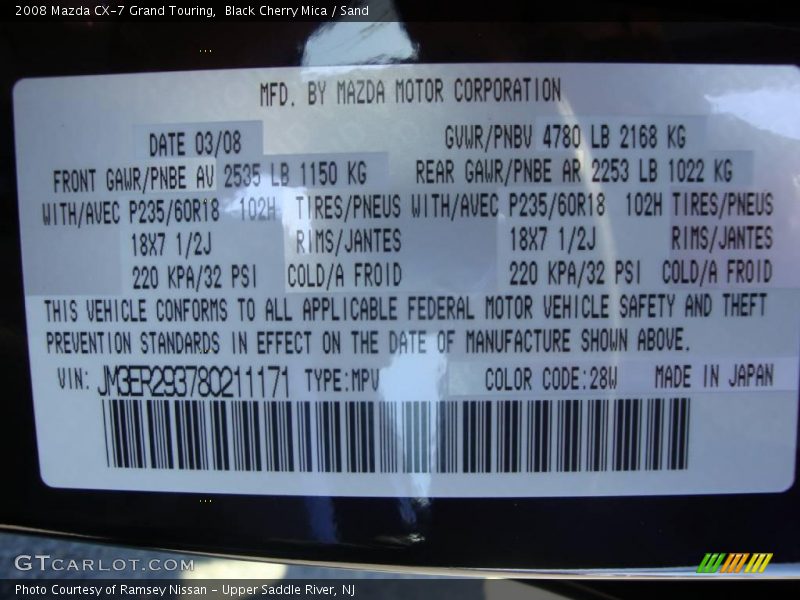 2008 Mazda CX-7 Grand Touring,  Black Cherry Mica / Sand
MFD. BY MAZDA MOTOR CORPORATION
DATE 03/08 GVWR/PNBV 4780 LB 2168 KG
FRONT GAWR/PNBE AV 2535 LB 1150 KG REAR GAWR/PNBE AR 2253 LB 1022 KG
WITH/AVEC P235/60R18 102H TIRES/PNEUS WITH/AVEC P235/60R18 102H TIRES/PNEUS
18X7 1/2J RIMS/JANTES 18X7 1/2J RIMS/JANTES
220 KPA/32 PSI COLD/A FROID 220 KPA/32 PSI COLD/A FROID
THIS VEHICLE CONFORMS TO ALL APPLICABLE FEDERAL MOTOR VEHICLE SAFETY AND THEFT
PREVENTION STANDARDS IN EFFECT ON THE DATE OF MANUFACTURE SHOWN ABOVE.
VIN: JM3ER293780211171 TYPE:MPV COLOR CODE:28W MADE IN JAPAN
GTCARLOT.COM
Photo Courtesy of Ramsey Nissan - Upper Saddle River, NJ